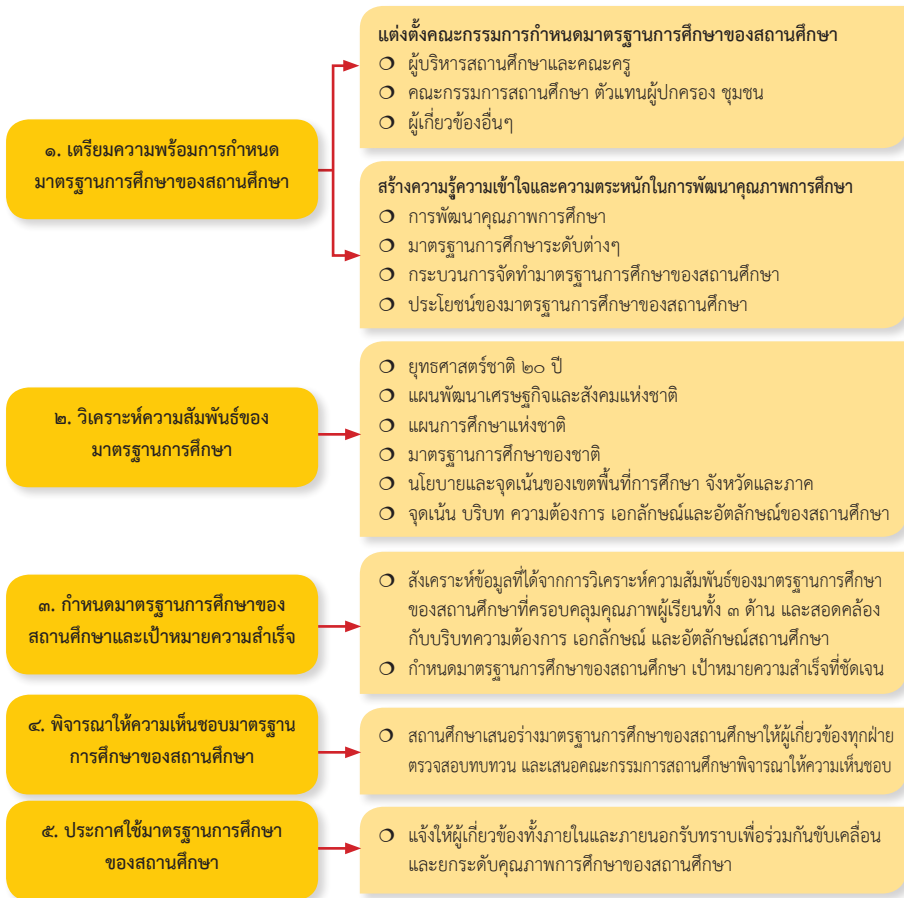 ๑. เตรียมความพร้อมการกำหนด
มาตรฐานการศึกษาของสถานศึกษา
แต่งตั้งคณะกรรมการกำหนดมาตรฐานการศึกษาของสถานศึกษา
❍ ผู้บริหารสถานศึกษาและคณะครู
❍ คณะกรรมการสถานศึกษา ตัวแทนผู้ปกครอง ชุมชน
❍ ผู้เกี่ยวข้องอื่นๆ
สร้างความรู้ความเข้าใจและความตระหนักในการพัฒนาคุณภาพการศึกษา
❍ การพัฒนาคุณภาพการศึกษา
❍ มาตรฐานการศึกษาระดับต่างๆ
❍ กระบวนการจัดทำมาตรฐานการศึกษาของสถานศึกษา
❍ ประโยชน์ของมาตรฐานการศึกษาของสถานศึกษา
๒. วิเคราะห์ความสัมพันธ์ของ
มาตรฐานการศึกษา
❍ ยุทธศาสตร์ชาติ ๒๐ ปี
❍ แผนพัฒนาเศรษฐกิจและสังคมแห่งชาติ
❍ แผนการศึกษาแห่งชาติ
❍ มาตรฐานการศึกษาของชาติ
❍ นโยบายและจุดเน้นของเขตพื้นที่การศึกษา จังหวัดและภาค
❍ จุดเน้น บริบท ความต้องการ เอกลักษณ์และอัตลักษณ์ของสถานศึกษา
๓. กำหนดมาตรฐานการศึกษาของ
สถานศึกษาและเป้าหมายความสำเร็จ
❍ สังเคราะห์ข้อมูลที่ได้จากการวิเคราะห์ความสัมพันธ์ของมาตรฐานการศึกษา
ของสถานศึกษาที่ครอบคลุมคุณภาพผู้เรียนทั้ง ๓ ด้าน และสอดคล้อง
กับบริบทความต้องการ เอกลักษณ์ และอัตลักษณ์สถานศึกษา
❍ กำหนดมาตรฐานการศึกษาของสถานศึกษา เป้าหมายความสำเร็จที่ชัดเจน
๔. พิจารณาให้ความเห็นชอบมาตรฐาน
การศึกษาของสถานศึกษา
❍ สถานศึกษาเสนอร่างมาตรฐานการศึกษาของสถานศึกษาให้ผู้เกี่ยวข้องทุกฝ่าย
ตรวจสอบทบทวน และเสนอคณะกรรมการสถานศึกษาพิจารณาให้ความเห็นชอบ
๕. ประกาศใช้มาตรฐานการศึกษา
ของสถานศึกษา
❍ แจ้งให้ผู้เกี่ยวข้องทั้งภายในและภายนอกรับทราบเพื่อร่วมกันขับเคลื่อน
และยกระดับคุณภาพการศึกษาของสถานศึกษา